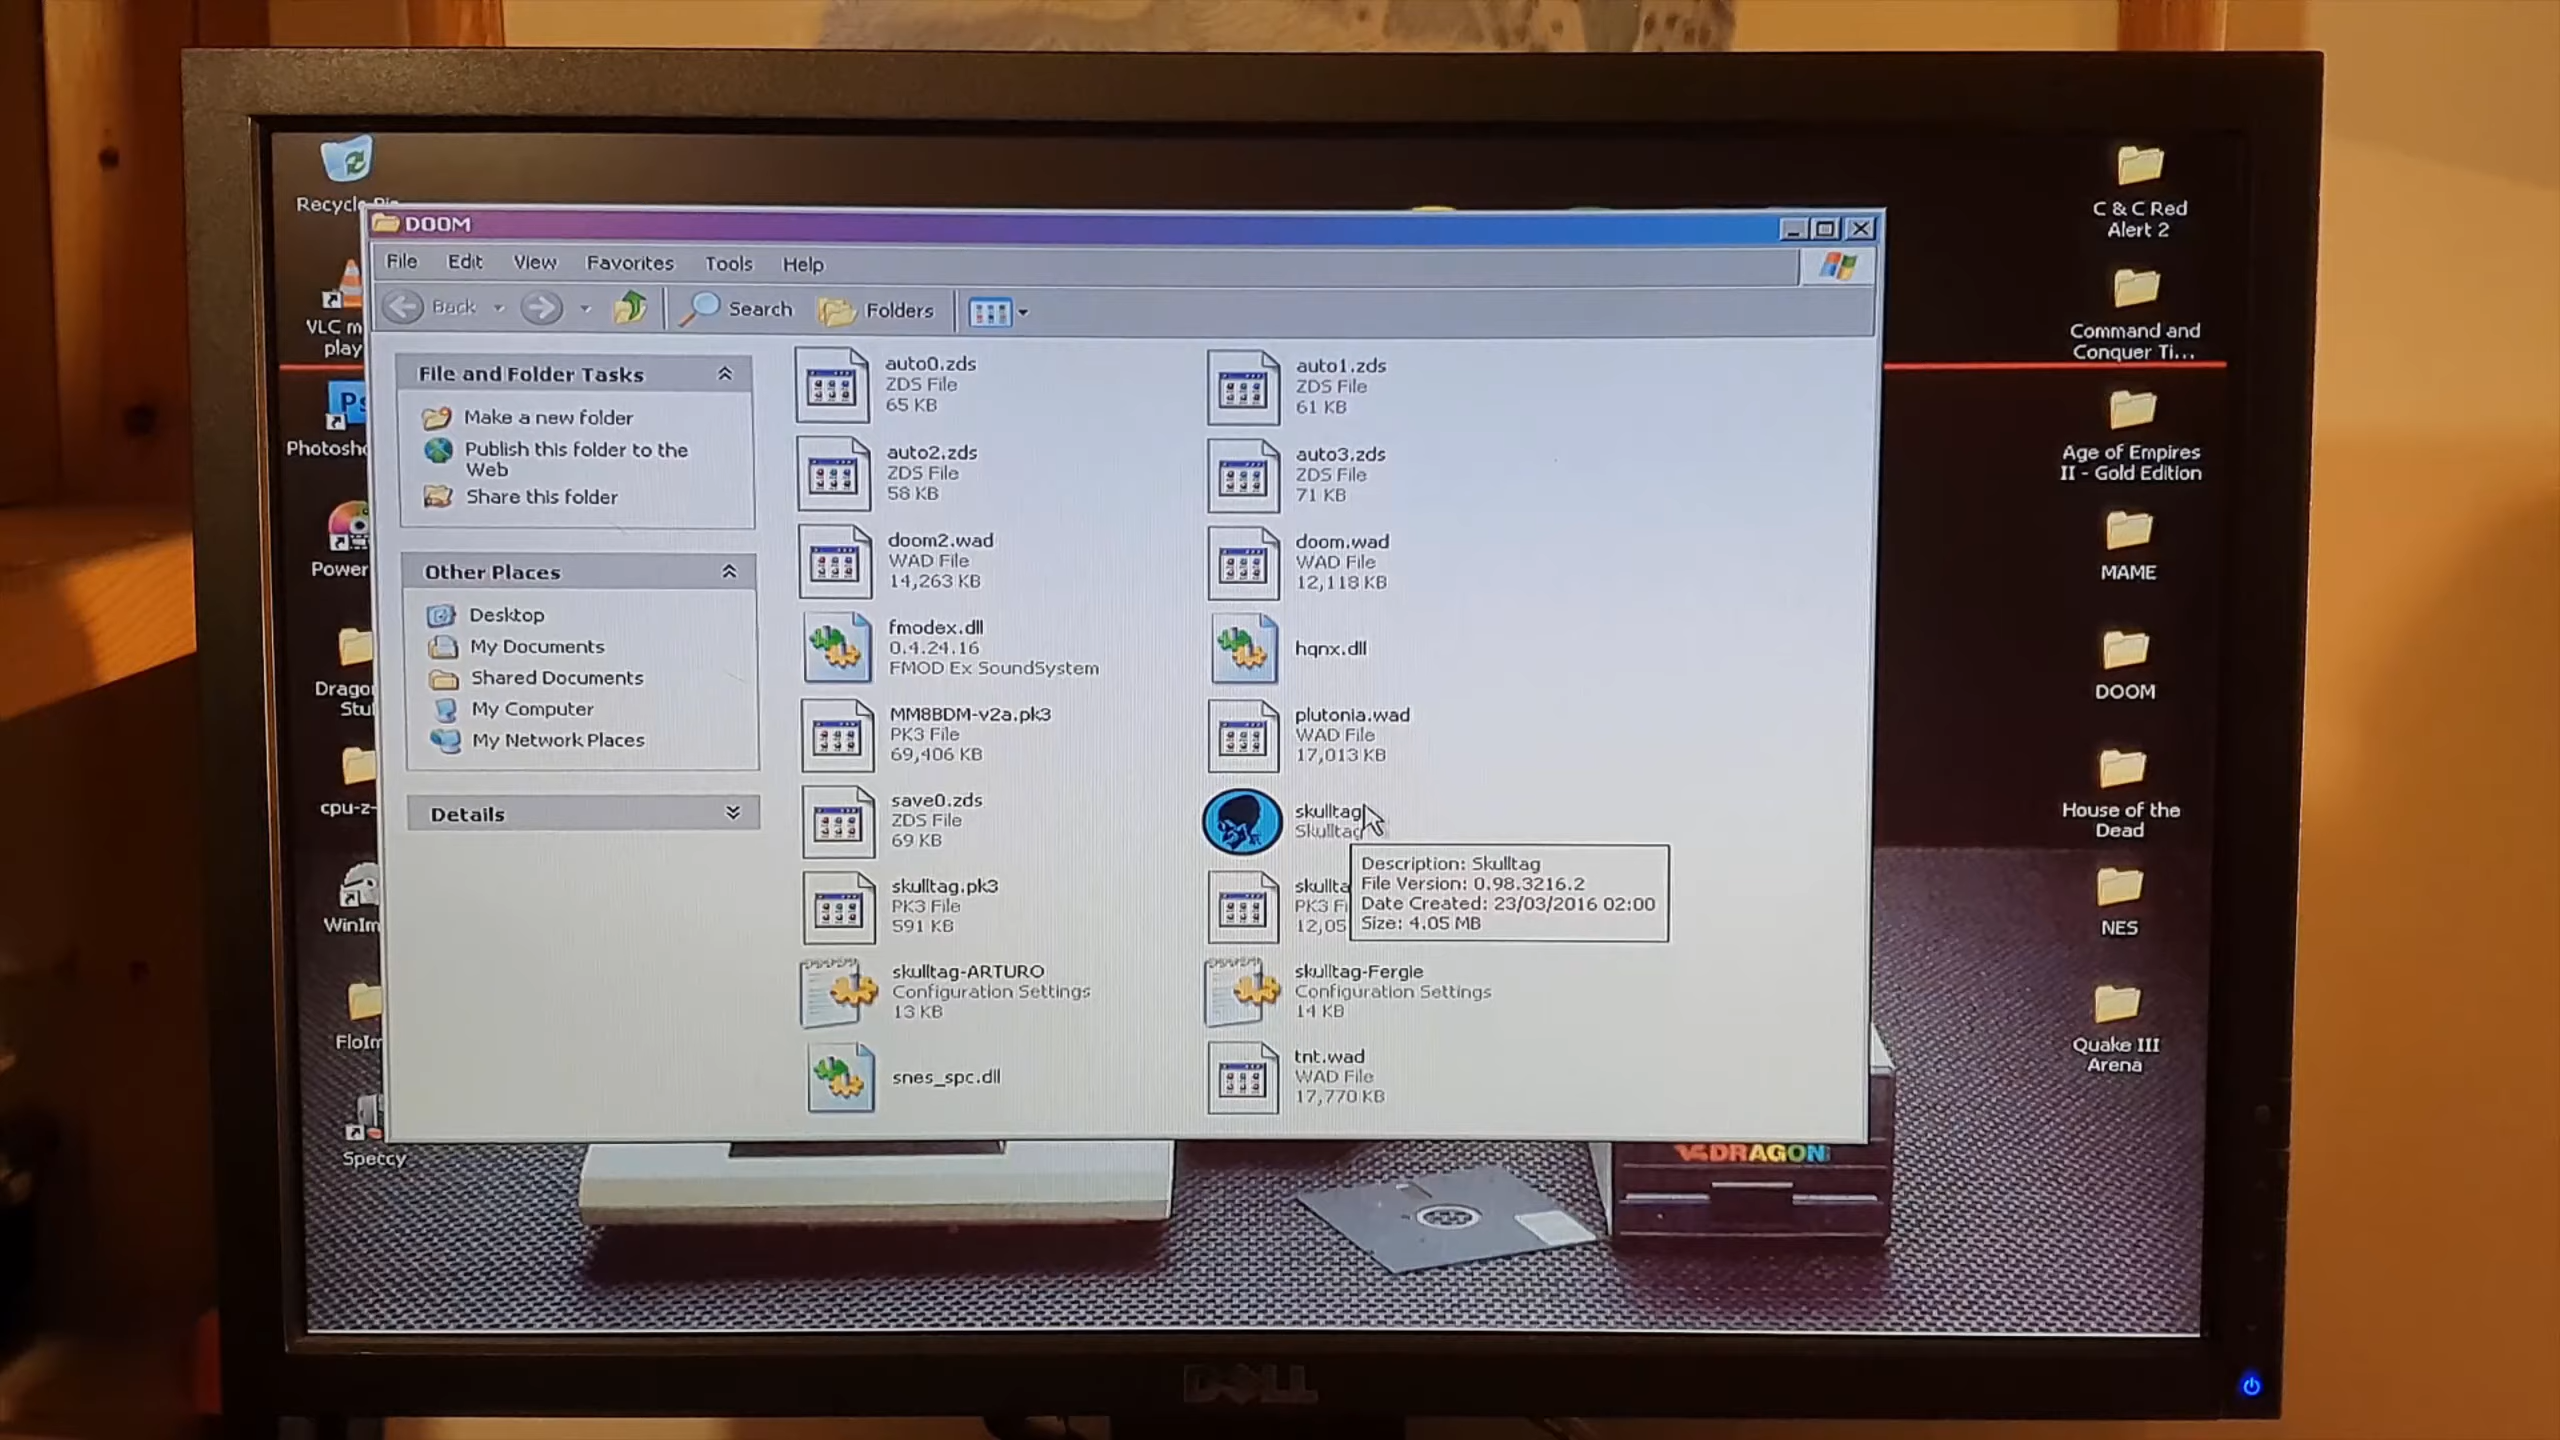 Recycle Bin
VLC m
play
Ps
Photosho
Power
Drago
Stu
cpu-z-
WinIm
FloIm
Speccy
DOOM
File Edit View Favorites Tools Help
Back Search Folders
File and Folder Tasks
Make a new folder
Publish this folder to the
Web
Share this folder
Other Places
Desktop
My Documents
Shared Documents
My Computer
My Network Places
Details
auto0.zds
ZDS File
65 KB
auto1.zds
ZDS File
61 KB
auto2.zds
ZDS File
58 KB
auto3.zds
ZDS File
71 KB
doom2.wad
WAD File
14,263 KB
doom.wad
WAD File
12,118 KB
fmodex.dll
0.4.24.16
FMOD Ex SoundSystem
hqnx.dll
MM8BDM-v2a.pk3
PK3 File
69,406 KB
plutonia.wad
WAD File
17,013 KB
save0.zds
ZDS File
69 KB
skulltag
Skulltag
Description: Skulltag
File Version: 0.98.3216.2
Date Created: 23/03/2016 02:00
Size: 4.05 MB
skulltag.pk3
PK3 File
591 KB
skullta
PK3 Fi
12,05
skulltag-ARTURO
Configuration Settings
13 KB
skulltag-Fergie
Configuration Settings
14 KB
snes_spc.dll
tnt.wad
WAD File
17,770 KB
C & C Red
Alert 2
Command and
Conquer Ti...
Age of Empires
II - Gold Edition
MAME
DOOM
House of the
Dead
NES
Quake III
Arena
DRAGON
DELL